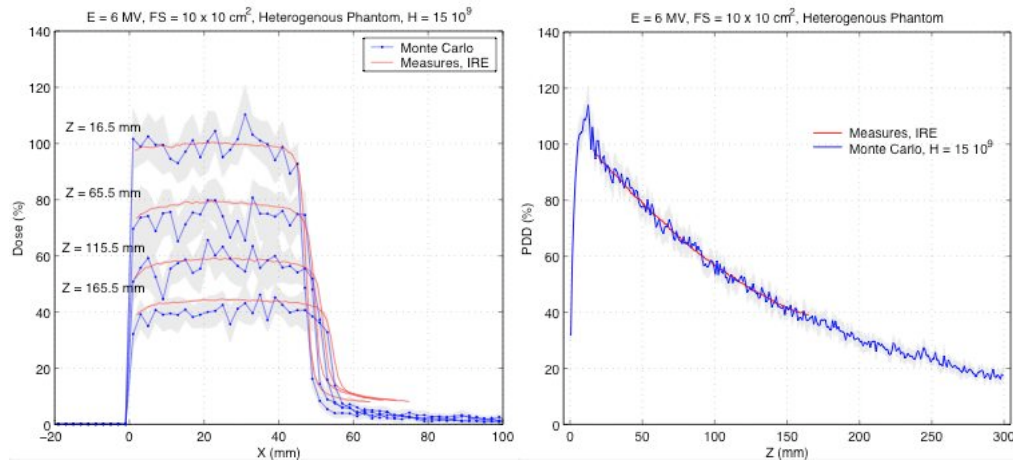 E = 6 MV, FS = 10 x 10 cm², Heterogenous Phantom, H = 15 10⁹
140
120
100
80
60
40
20
0
Dose (%)
Monte Carlo
Measures, IRE
Z = 16.5 mm
Z = 65.5 mm
Z = 115.5 mm
Z = 165.5 mm
−20 0 20 40 60 80 100
X (mm)
E = 6 MV, FS = 10 x 10 cm², Heterogenous Phantom
140
120
100
80
60
40
20
0
PDD (%)
Measures, IRE
Monte Carlo, H = 15 10⁹
0 50 100 150 200 250 300
Z (mm)